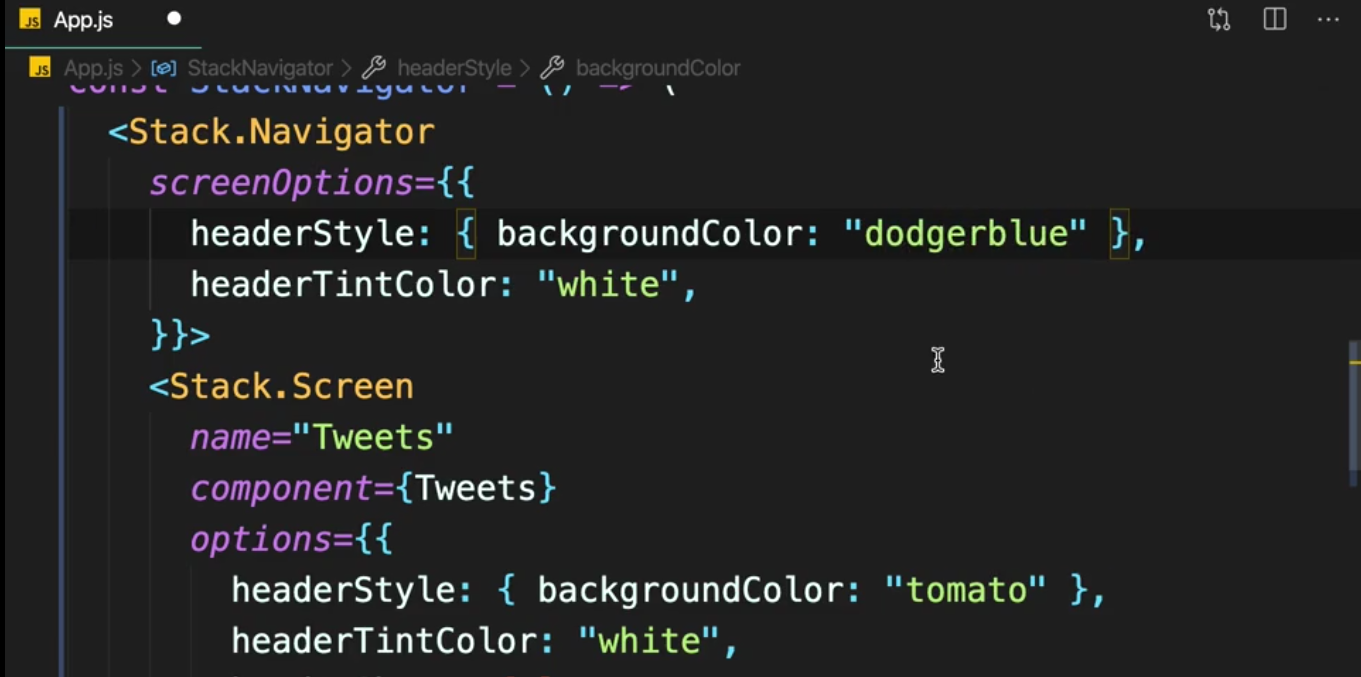 JS App.js
JS App.js > StackNavigator > headerStyle > backgroundColor
const StackNavigator = () => (
<Stack.Navigator
screenOptions={{
headerStyle: { backgroundColor: "dodgerblue" },
headerTintColor: "white",
}}>
<Stack.Screen
name="Tweets"
component={Tweets}
options={{
headerStyle: { backgroundColor: "tomato" },
headerTintColor: "white",